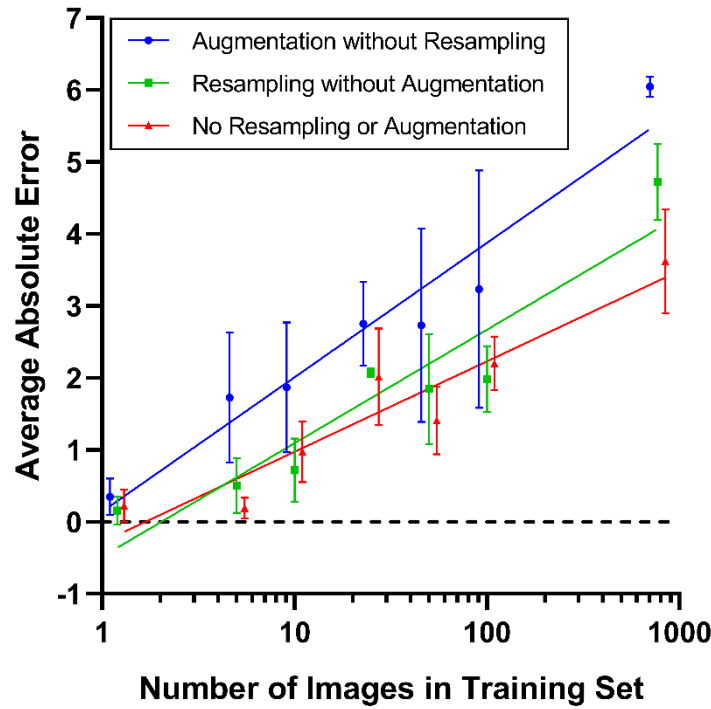 7
6
5
4
3
2
1
0
-1
Average Absolute Error
Augmentation without Resampling
Resampling without Augmentation
No Resampling or Augmentation
1 10 100 1000
Number of Images in Training Set